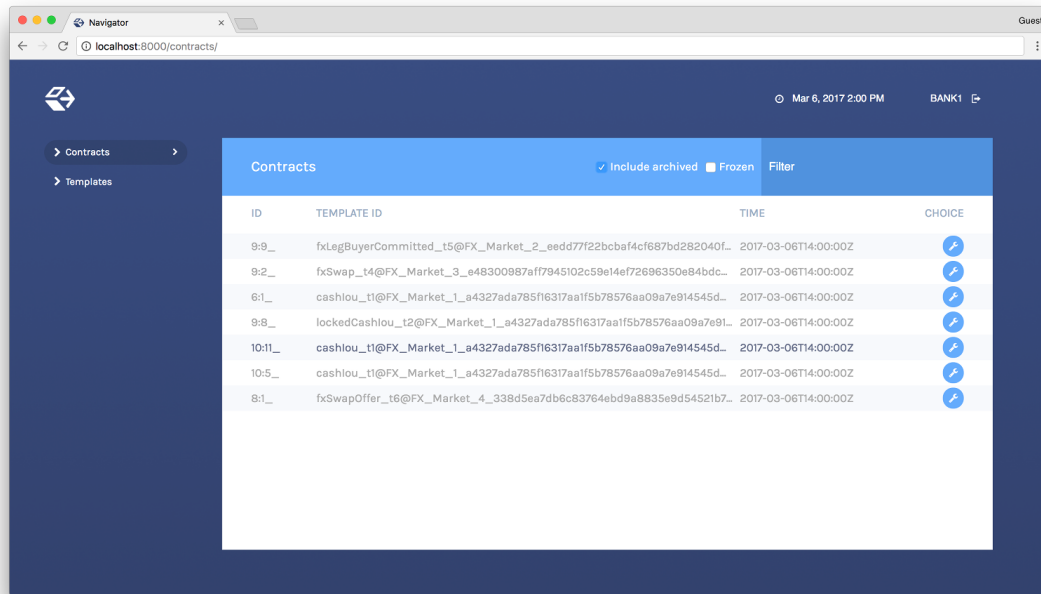 Navigator
Guest
localhost:8000/contracts/
Mar 6, 2017 2:00 PM BANK1
Contracts
Templates
Contracts Include archived Frozen Filter
ID TEMPLATE ID TIME CHOICE
9:9_ fxLegBuyerCommitted_t5@FX_Market_2_eedd77f22bcbaf4cf687bd282040f... 2017-03-06T14:00:00Z
9:2_ fxSwap_t4@FX_Market_3_e48300987aff7945102c59e14ef72696350e84bdc... 2017-03-06T14:00:00Z
6:1_ cashIou_t1@FX_Market_1_a4327ada785f16317aa1f5b78576aa09a7e914545d... 2017-03-06T14:00:00Z
9:8_ lockedCashIou_t2@FX_Market_1_a4327ada785f16317aa1f5b78576aa09a7e91... 2017-03-06T14:00:00Z
10:11_ cashIou_t1@FX_Market_1_a4327ada785f16317aa1f5b78576aa09a7e914545d... 2017-03-06T14:00:00Z
10:5_ cashIou_t1@FX_Market_1_a4327ada785f16317aa1f5b78576aa09a7e914545d... 2017-03-06T14:00:00Z
8:1_ fxSwapOffer_t6@FX_Market_4_338d5ea7db6c83764ebd9a8835e9d54521b7... 2017-03-06T14:00:00Z